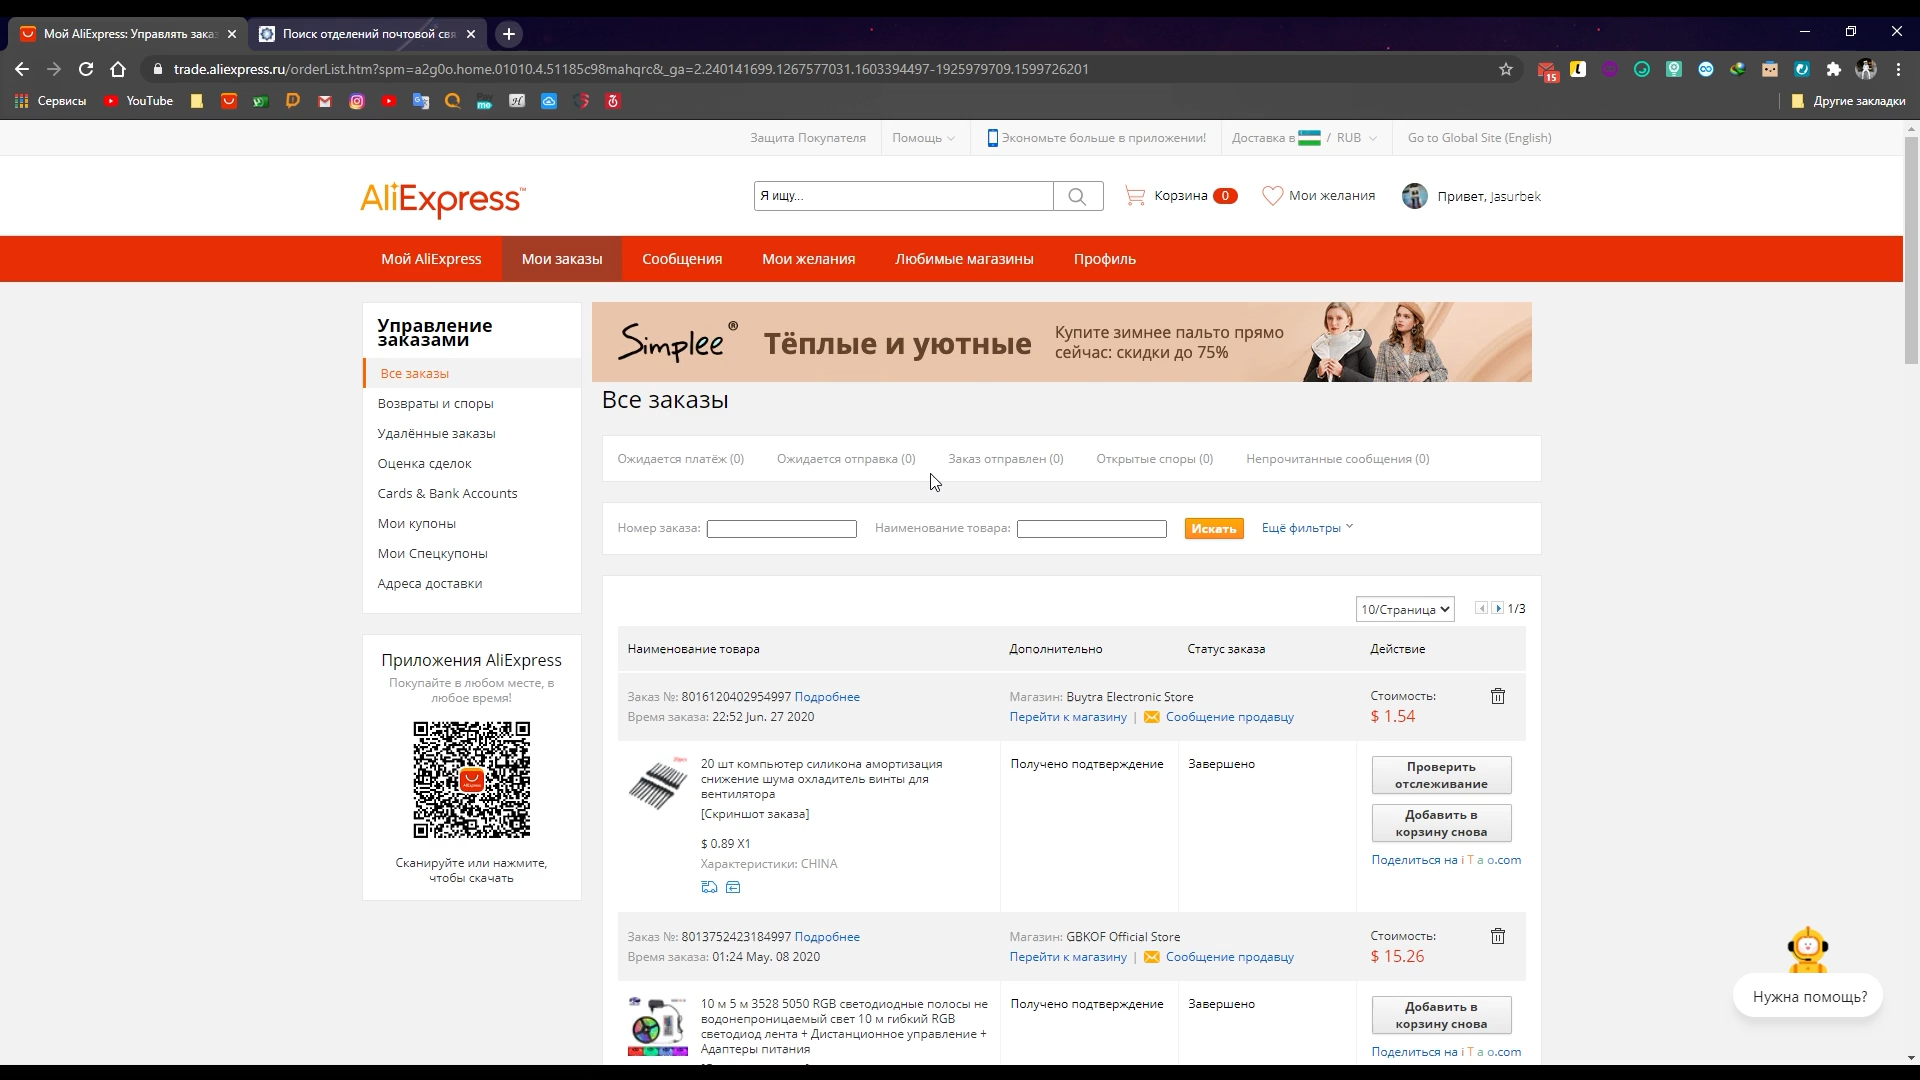 Мой AliExpress: Управлять зака
Поиск отделений почтовой свя
trade.aliexpress.ru/orderList.htm?spm=a2g0o.home.01010.4.51185c98mahqrc&_ga=2.240141699.1267577031.1603394497-1925979709.1599726201
15
Сервисы
YouTube
Другие закладки
Защита Покупателя
Помощь
Экономьте больше в приложении!
Доставка в / RUB
Go to Global Site (English)
AliExpress™
Я ищу...
Корзина 0
Мои желания
Привет, Jasurbek
Мой AliExpress
Мои заказы
Сообщения
Мои желания
Любимые магазины
Профиль
Управление
заказами
Все заказы
Возвраты и споры
Удалённые заказы
Оценка сделок
Cards & Bank Accounts
Мои купоны
Мои Спецкупоны
Адреса доставки
Приложения AliExpress
Покупайте в любом месте, в
любое время!
Сканируйте или нажмите,
чтобы скачать
Simplee®
Тёплые и уютные
Купите зимнее пальто прямо
сейчас: скидки до 75%
Все заказы
Ожидается платёж (0)
Ожидается отправка (0)
Заказ отправлен (0)
Открытые споры (0)
Непрочитанные сообщения (0)
Номер заказа:
Наименование товара:
Искать
Ещё фильтры
10/Страница
1/3
Наименование товара
Дополнительно
Статус заказа
Действие
Заказ №: 8016120402954997 Подробнее
Время заказа: 22:52 Jun. 27 2020
Магазин: Buytra Electronic Store
Перейти к магазину | Сообщение продавцу
Стоимость:
$ 1.54
20 шт компьютер силикона амортизация
снижение шума охладитель винты для
вентилятора
[Скриншот заказа]
$ 0.89 X1
Характеристики: CHINA
Получено подтверждение
Завершено
Проверить
отслеживание
Добавить в
корзину снова
Поделиться на iTao.com
Заказ №: 8013752423184997 Подробнее
Время заказа: 01:24 May. 08 2020
Магазин: GBKOF Official Store
Перейти к магазину | Сообщение продавцу
Стоимость:
$ 15.26
10 м 5 м 3528 5050 RGB светодиодные полосы не
водонепроницаемый свет 10 м гибкий RGB
светодиод лента + Дистанционное управление +
Адаптеры питания
Получено подтверждение
Завершено
Добавить в
корзину снова
Поделиться на iTao.com
Нужна помощь?